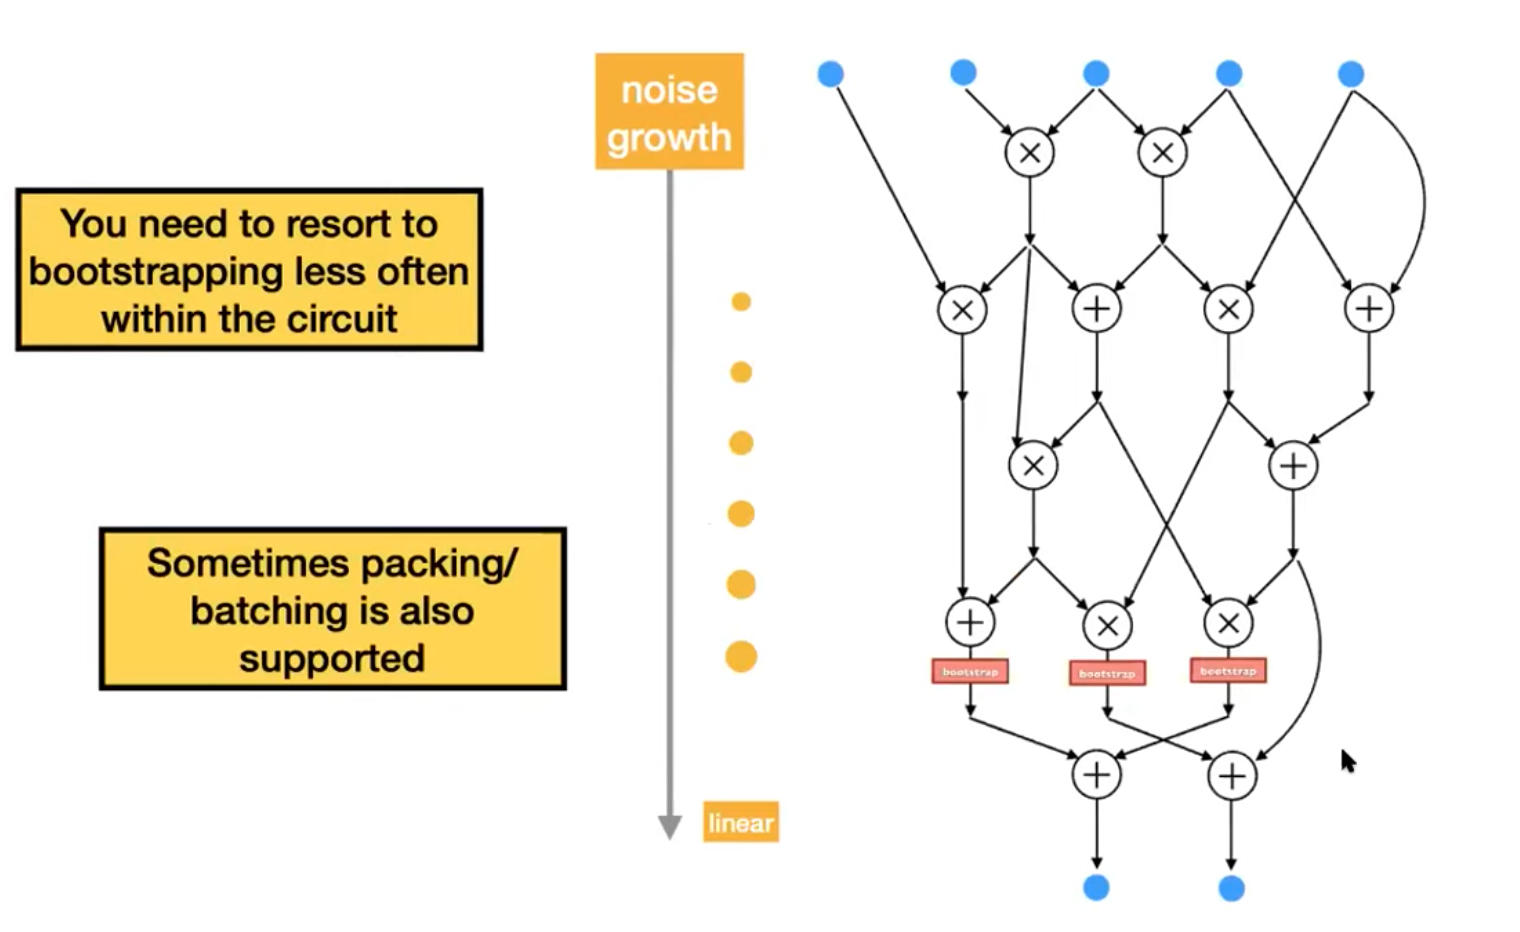 noise
growth
You need to resort to
bootstrapping less often
within the circuit
Sometimes packing/
batching is also
supported
linear
×
×
×
+
×
+
×
+
+
×
×
bootstrap
bootstrap
bootstrap
+
+